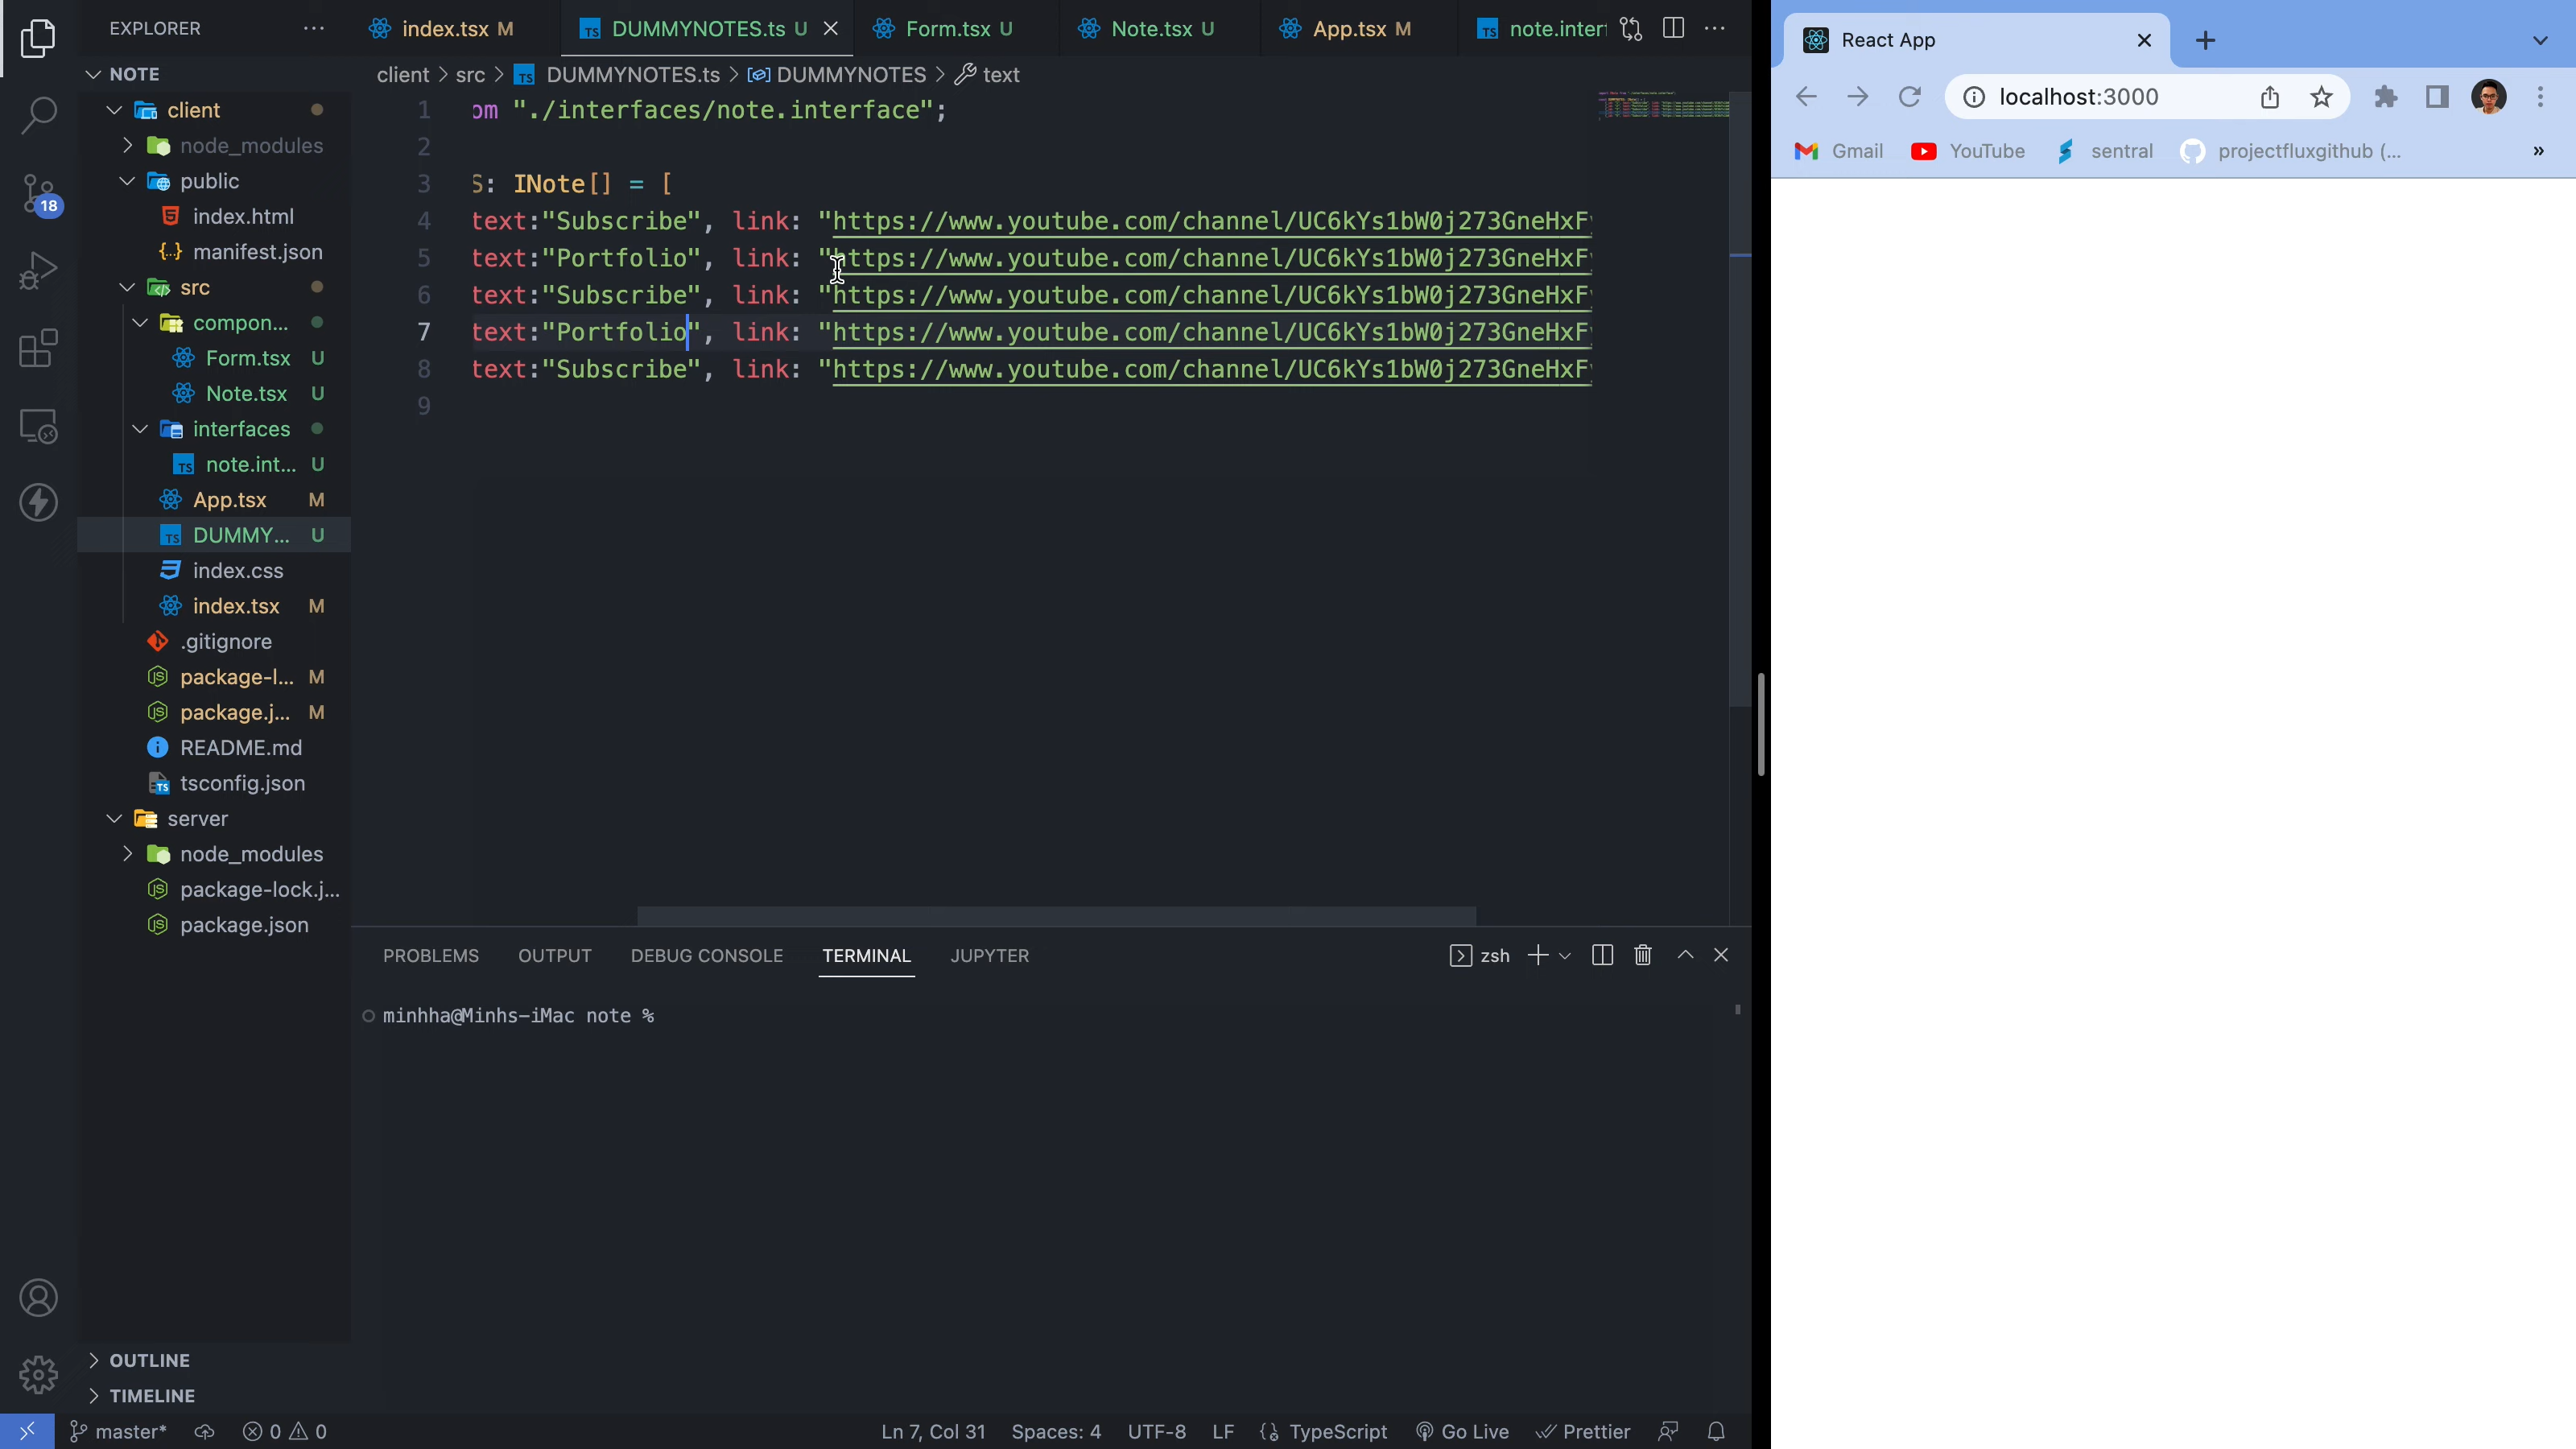 EXPLORER
NOTE
client
node_modules
public
index.html
manifest.json
src
compon...
Form.tsx U
Note.tsx U
interfaces
note.int... U
App.tsx M
DUMMY... U
index.css
index.tsx M
.gitignore
package-l... M
package.j... M
README.md
tsconfig.json
server
node_modules
package-lock.j...
package.json
OUTLINE
TIMELINE
18
index.tsx M
DUMMYNOTES.ts U
Form.tsx U
Note.tsx U
App.tsx M
note.inter
client > src > TS DUMMYNOTES.ts > DUMMYNOTES > text
1 om "./interfaces/note.interface";
2
3 S: INote[] = [
4 text:"Subscribe", link: "https://www.youtube.com/channel/UC6kYs1bW0j273GneHxF
5 text:"Portfolio", link: "https://www.youtube.com/channel/UC6kYs1bW0j273GneHxF
6 text:"Subscribe", link: "https://www.youtube.com/channel/UC6kYs1bW0j273GneHxF
7 text:"Portfolio", link: "https://www.youtube.com/channel/UC6kYs1bW0j273GneHxF
8 text:"Subscribe", link: "https://www.youtube.com/channel/UC6kYs1bW0j273GneHxF
9
PROBLEMS OUTPUT DEBUG CONSOLE TERMINAL JUPYTER
zsh
minhha@Minhs-iMac note %
master* 0 0
Ln 7, Col 31 Spaces: 4 UTF-8 LF TypeScript Go Live Prettier
React App
localhost:3000
Gmail YouTube sentral projectfluxgithub (... »